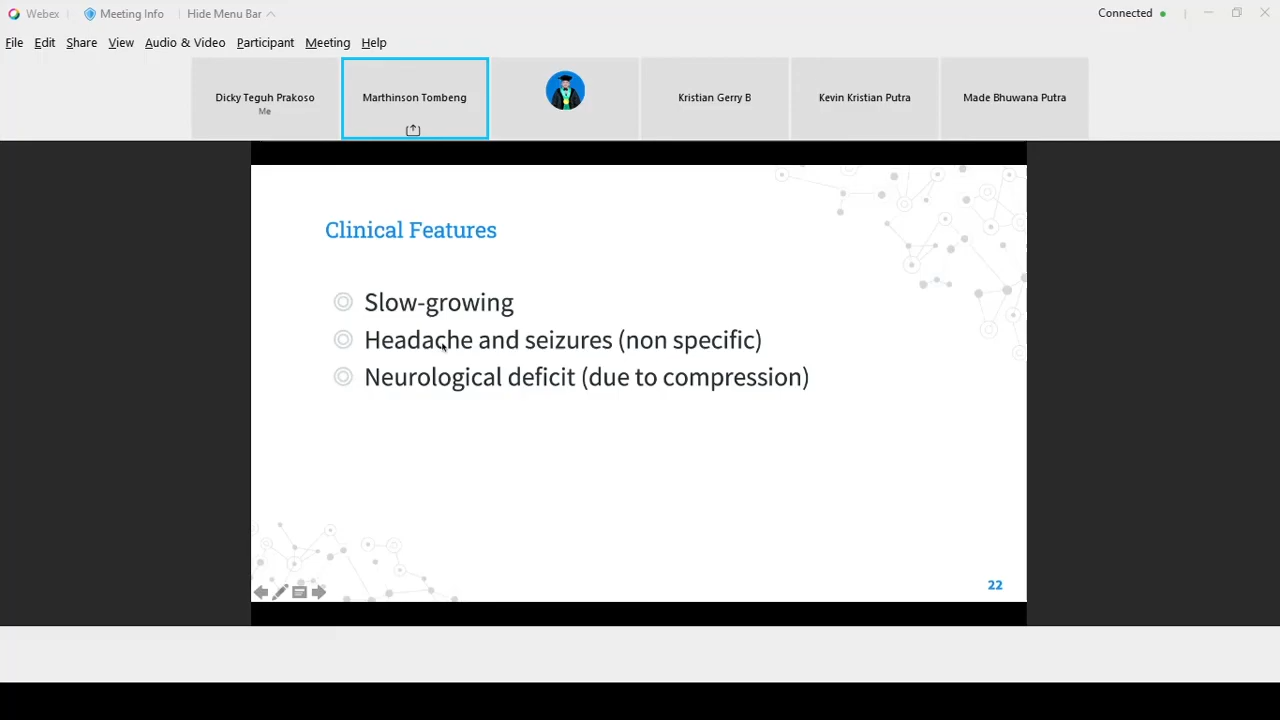 Webex
Meeting Info
Hide Menu Bar
Connected
File Edit Share View Audio & Video Participant Meeting Help
Dicky Teguh Prakoso
Me
Marthinson Tombeng
Kristian Gerry B
Kevin Kristian Putra
Made Bhuwana Putra
Clinical Features
Slow-growing
Headache and seizures (non specific)
Neurological deficit (due to compression)
22